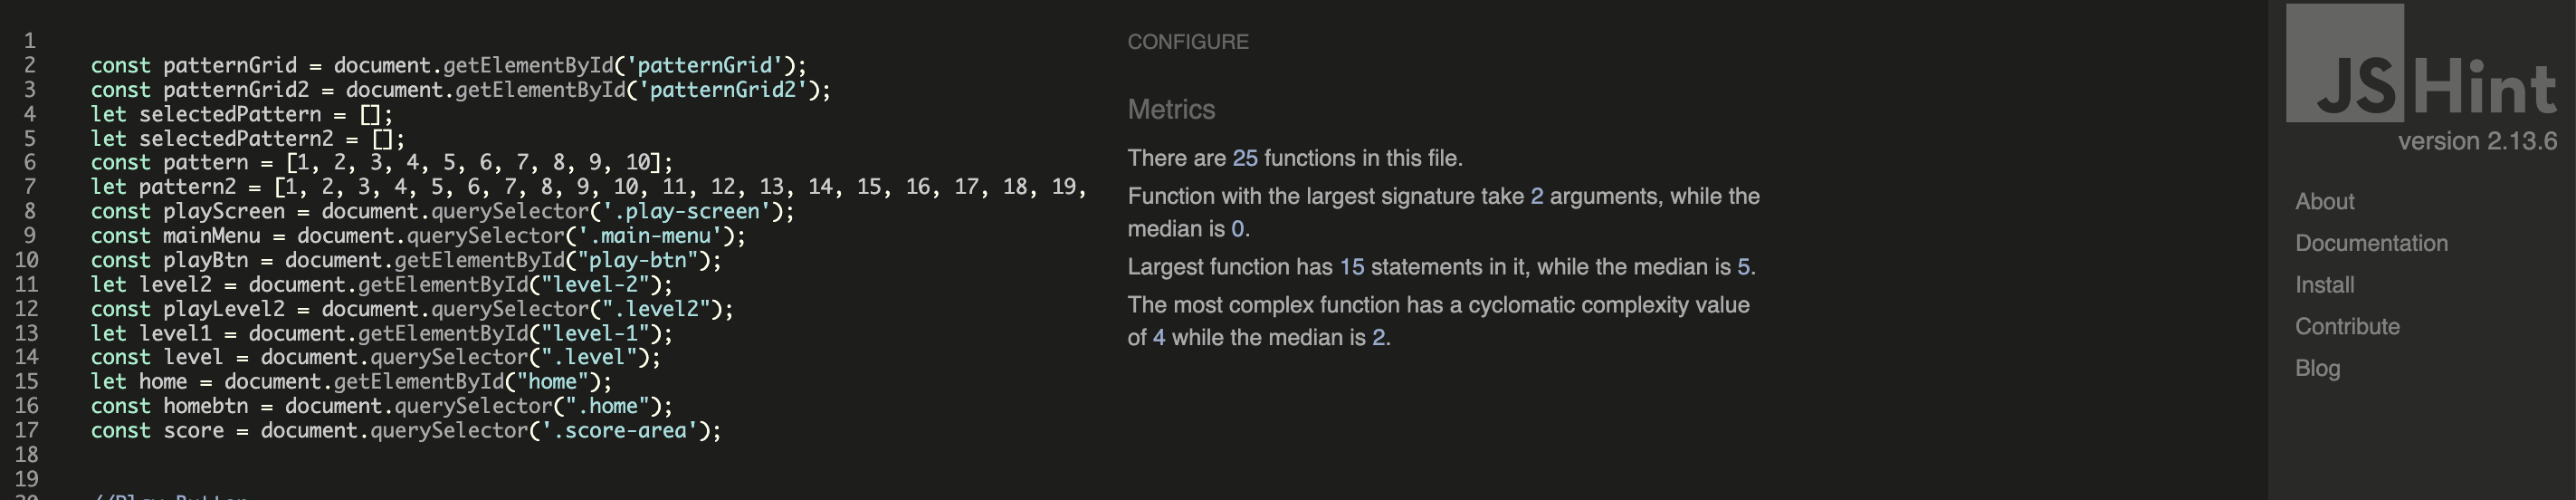 1
2 const patternGrid = document.getElementById('patternGrid');
3 const patternGrid2 = document.getElementById('patternGrid2');
4 let selectedPattern = [];
5 let selectedPattern2 = [];
6 const pattern = [1, 2, 3, 4, 5, 6, 7, 8, 9, 10];
7 let pattern2 = [1, 2, 3, 4, 5, 6, 7, 8, 9, 10, 11, 12, 13, 14, 15, 16, 17, 18, 19,
8 const playScreen = document.querySelector('.play-screen');
9 const mainMenu = document.querySelector('.main-menu');
10 const playBtn = document.getElementById("play-btn");
11 let level2 = document.getElementById("level-2");
12 const playLevel2 = document.querySelector(".level2");
13 let level1 = document.getElementById("level-1");
14 const level = document.querySelector(".level");
15 let home = document.getElementById("home");
16 const homebtn = document.querySelector(".home");
17 const score = document.querySelector('.score-area');
18
19
20 //Play Button
CONFIGURE
Metrics
There are 25 functions in this file.
Function with the largest signature take 2 arguments, while the
median is 0.
Largest function has 15 statements in it, while the median is 5.
The most complex function has a cyclomatic complexity value
of 4 while the median is 2.
JSHint
version 2.13.6
About
Documentation
Install
Contribute
Blog